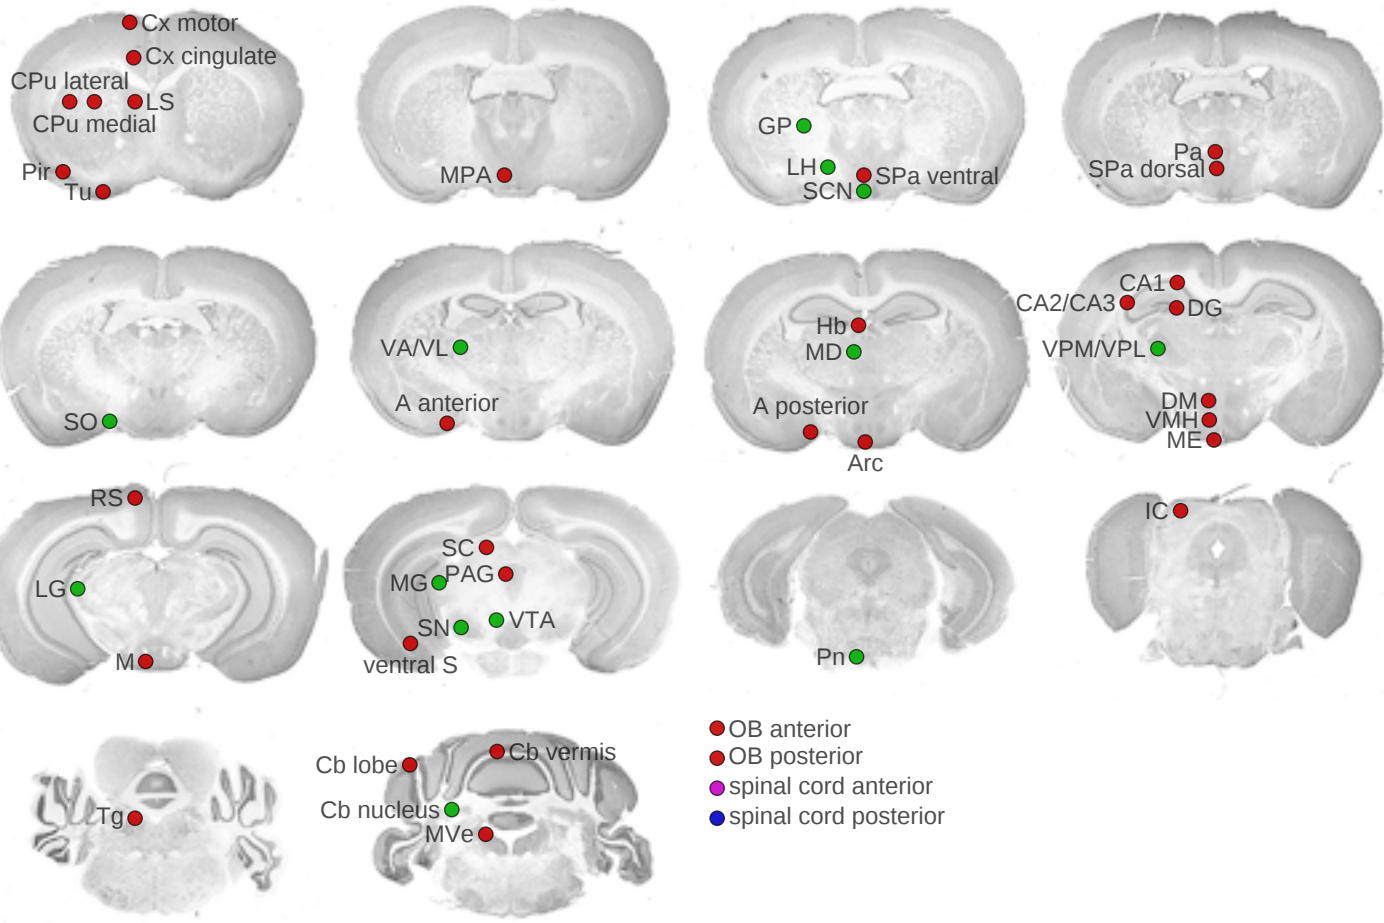 Cx motor
Cx cingulate
CPu lateral
LS
CPu medial
Pir
Tu
MPA
GP
LH
SPa ventral
SCN
Pa
SPa dorsal
SO
VA/VL
A anterior
Hb
MD
A posterior
Arc
CA1
CA2/CA3
DG
VPM/VPL
DM
VMH
ME
RS
LG
M
SC
MG
PAG
SN
VTA
ventral S
Pn
IC
Tg
Cb lobe
Cb vermis
Cb nucleus
MVe
OB anterior
OB posterior
spinal cord anterior
spinal cord posterior